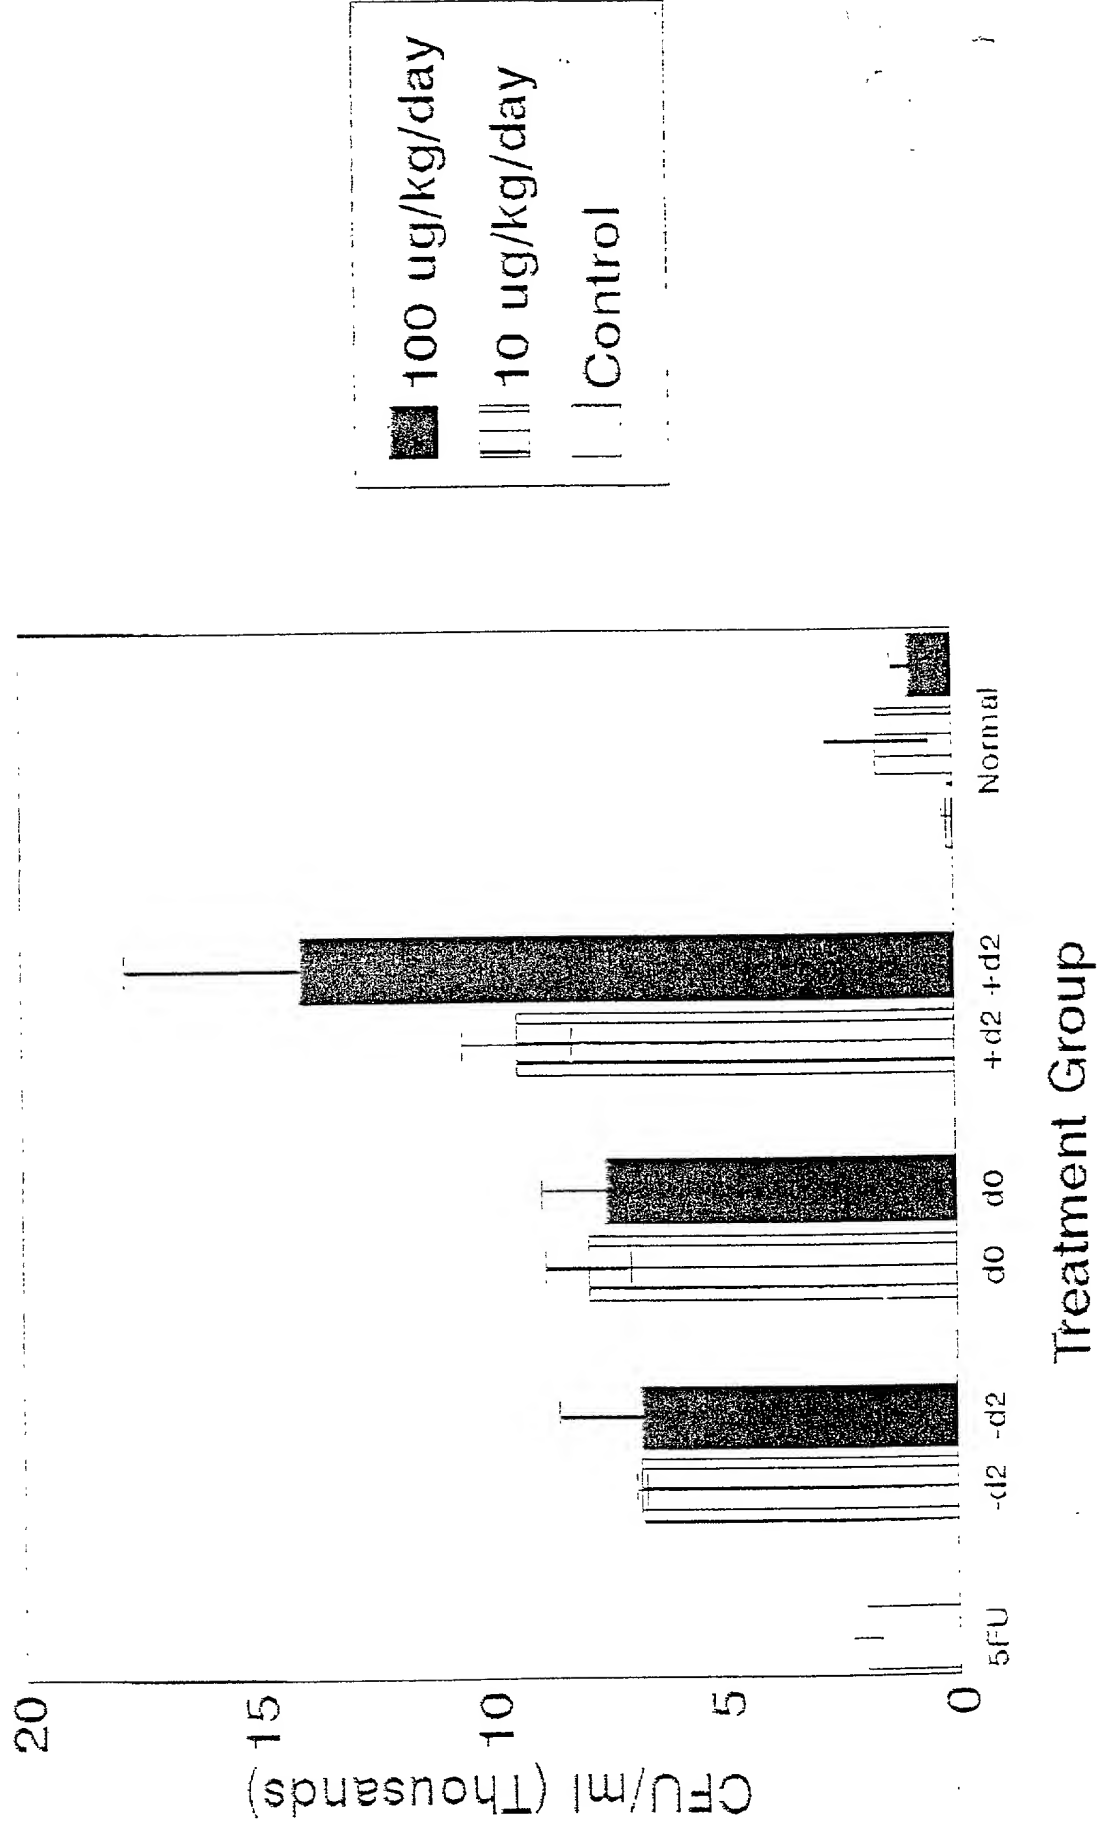 CFU/ml (Thousands)
20
15
10
5
0
5FU
-d2 -d2
d0 d0
+d2 +d2
Normal
Treatment Group
100 ug/kg/day
10 ug/kg/day
Control